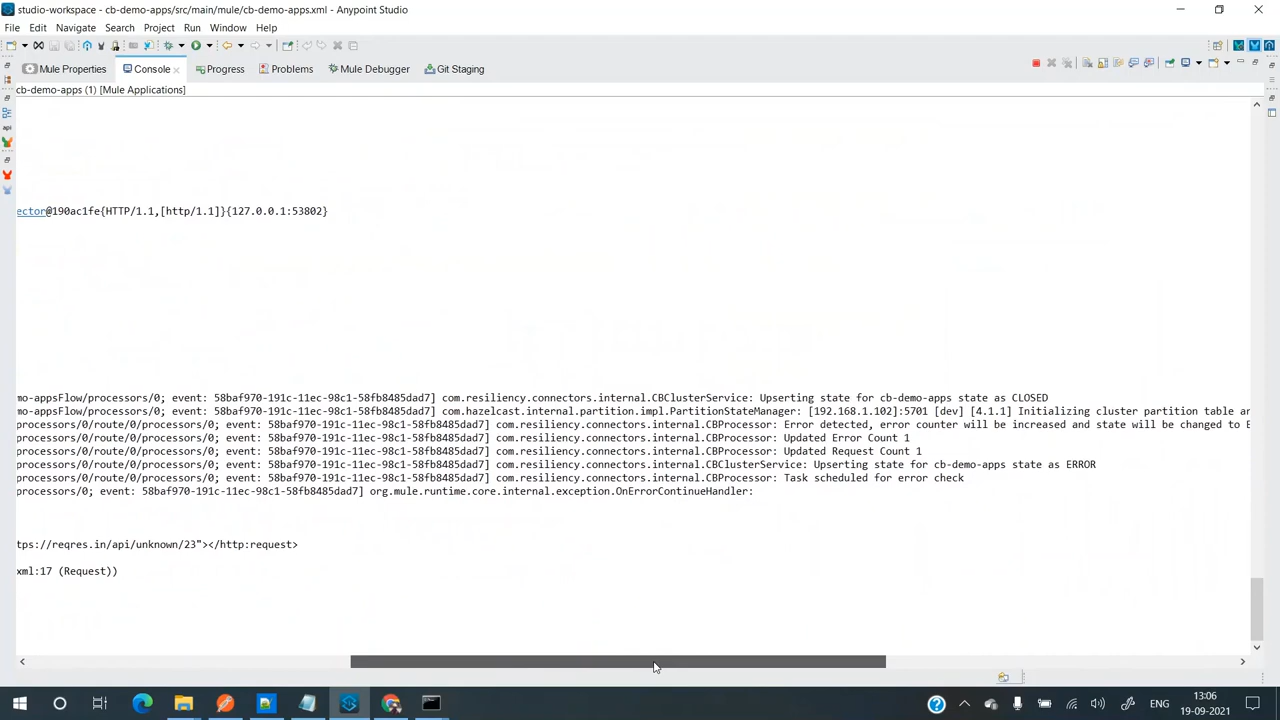 studio-workspace - cb-demo-apps/src/main/mule/cb-demo-apps.xml - Anypoint Studio
File Edit Navigate Search Project Run Window Help
Mule Properties Console Progress Problems Mule Debugger Git Staging
cb-demo-apps (1) [Mule Applications]
api
ector@190ac1fe{HTTP/1.1,[http/1.1]}{127.0.0.1:53802}
mo-appsFlow/processors/0; event: 58baf970-191c-11ec-98c1-58fb8485dad7] com.resiliency.connectors.internal.CBClusterService: Upserting state for cb-demo-apps state as CLOSED
mo-appsFlow/processors/0; event: 58baf970-191c-11ec-98c1-58fb8485dad7] com.hazelcast.internal.partition.impl.PartitionStateManager: [192.168.1.102]:5701 [dev] [4.1.1] Initializing cluster partition table ar
processors/0/route/0/processors/0; event: 58baf970-191c-11ec-98c1-58fb8485dad7] com.resiliency.connectors.internal.CBProcessor: Error detected, error counter will be increased and state will be changed to E
processors/0/route/0/processors/0; event: 58baf970-191c-11ec-98c1-58fb8485dad7] com.resiliency.connectors.internal.CBProcessor: Updated Error Count 1
processors/0/route/0/processors/0; event: 58baf970-191c-11ec-98c1-58fb8485dad7] com.resiliency.connectors.internal.CBProcessor: Updated Request Count 1
processors/0/route/0/processors/0; event: 58baf970-191c-11ec-98c1-58fb8485dad7] com.resiliency.connectors.internal.CBClusterService: Upserting state for cb-demo-apps state as ERROR
processors/0/route/0/processors/0; event: 58baf970-191c-11ec-98c1-58fb8485dad7] com.resiliency.connectors.internal.CBProcessor: Task scheduled for error check
processors/0; event: 58baf970-191c-11ec-98c1-58fb8485dad7] org.mule.runtime.core.internal.exception.OnErrorContinueHandler:
tps://reqres.in/api/unknown/23"></http:request>
xml:17 (Request))
ENG
13:06
19-09-2021